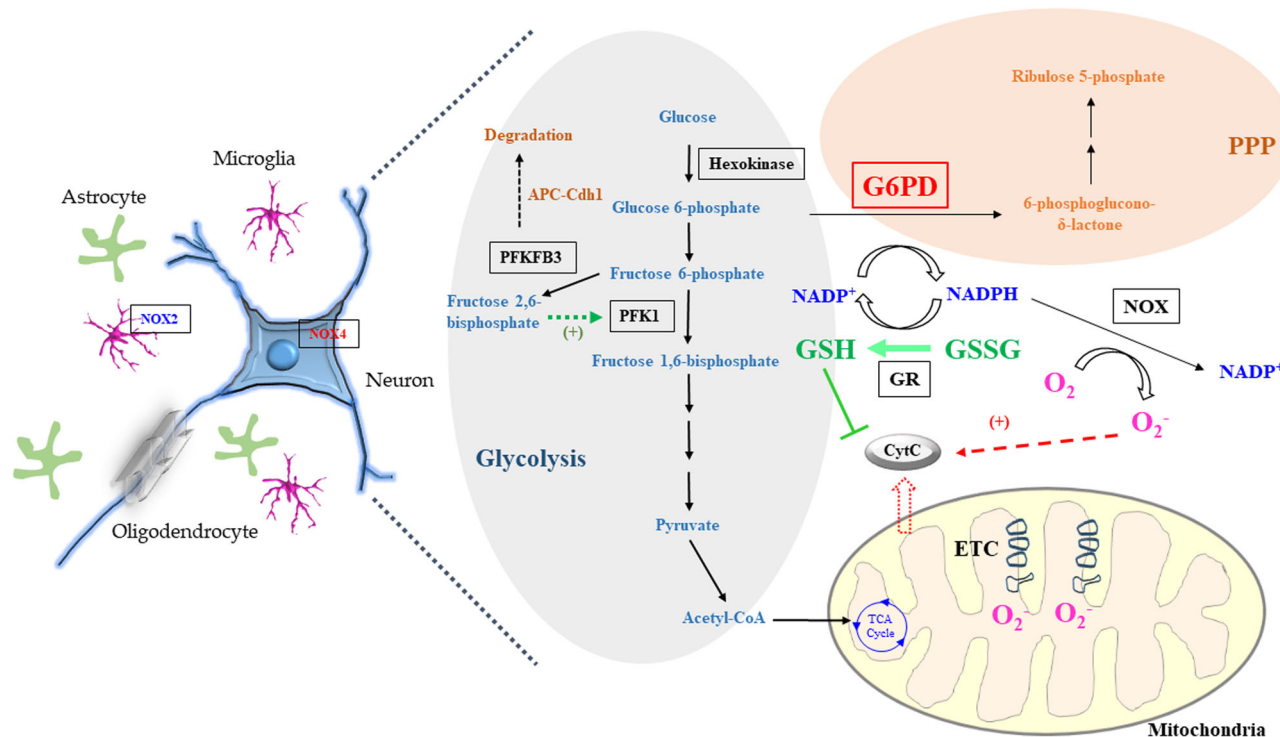 Microglia
Astrocyte
NOX2
NOX4
Neuron
Oligodendrocyte
Glucose
Degradation
Hexokinase
APC-Cdh1
Glucose 6-phosphate
PFKFB3
Fructose 6-phosphate
Fructose 2,6-
bisphosphate
(+)
PFK1
Fructose 1,6-bisphosphate
Glycolysis
Pyruvate
Acetyl-CoA
Ribulose 5-phosphate
PPP
G6PD
6-phosphoglucono-
δ-lactone
NADP⁺
NADPH
NOX
GSH
GSSG
GR
O₂
NADP⁺
O₂⁻
(+)
CytC
ETC
O₂⁻
O₂⁻
TCA
Cycle
Mitochondria